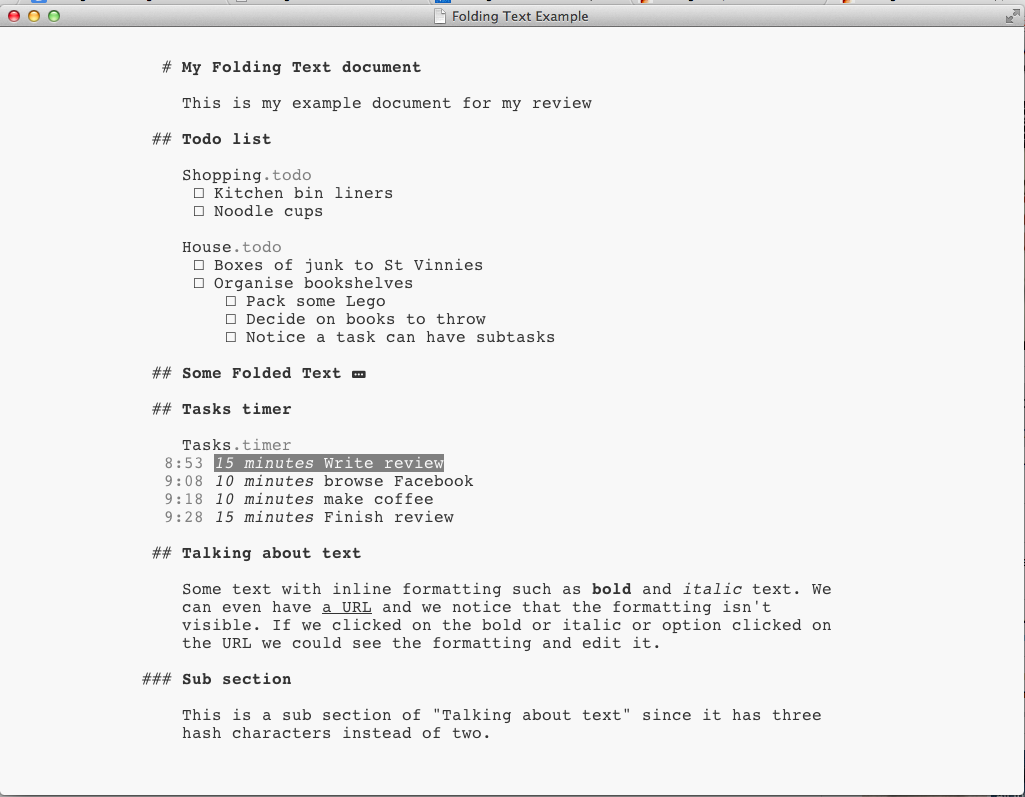 Folding Text Example
# My Folding Text document
This is my example document for my review
## Todo list
Shopping.todo
☐ Kitchen bin liners
☐ Noodle cups
House.todo
☐ Boxes of junk to St Vinnies
☐ Organise bookshelves
☐ Pack some Lego
☐ Decide on books to throw
☐ Notice a task can have subtasks
## Some Folded Text
## Tasks timer
Tasks.timer
8:53 15 minutes Write review
9:08 10 minutes browse Facebook
9:18 10 minutes make coffee
9:28 15 minutes Finish review
## Talking about text
Some text with inline formatting such as bold and italic text. We
can even have a URL and we notice that the formatting isn't
visible. If we clicked on the bold or italic or option clicked on
the URL we could see the formatting and edit it.
### Sub section
This is a sub section of "Talking about text" since it has three
hash characters instead of two.